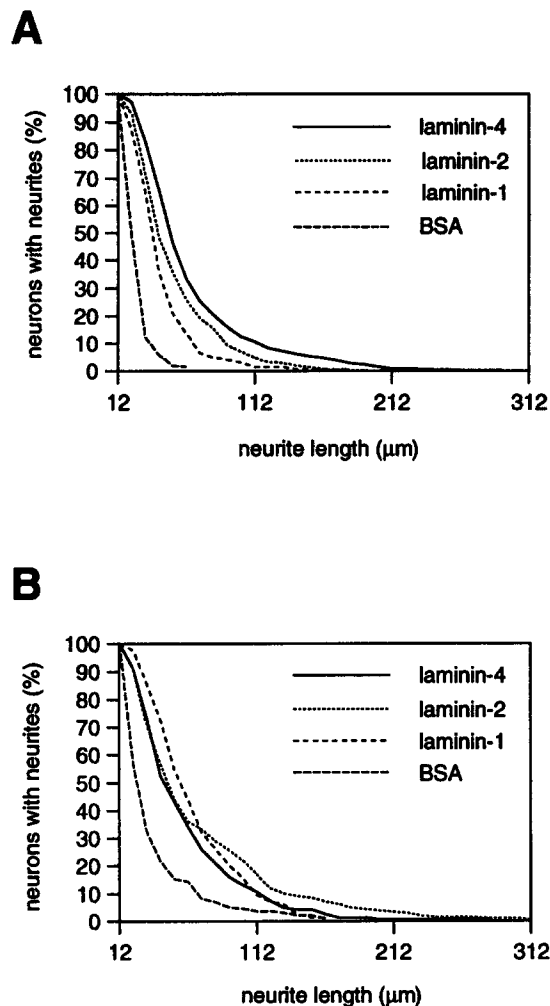 A
100
90
80
70
60
50
40
30
20
10
0
neurons with neurites (%)
laminin-4
laminin-2
laminin-1
BSA
12
112
212
312
neurite length (µm)
B
100
90
80
70
60
50
40
30
20
10
0
neurons with neurites (%)
laminin-4
laminin-2
laminin-1
BSA
12
112
212
312
neurite length (µm)